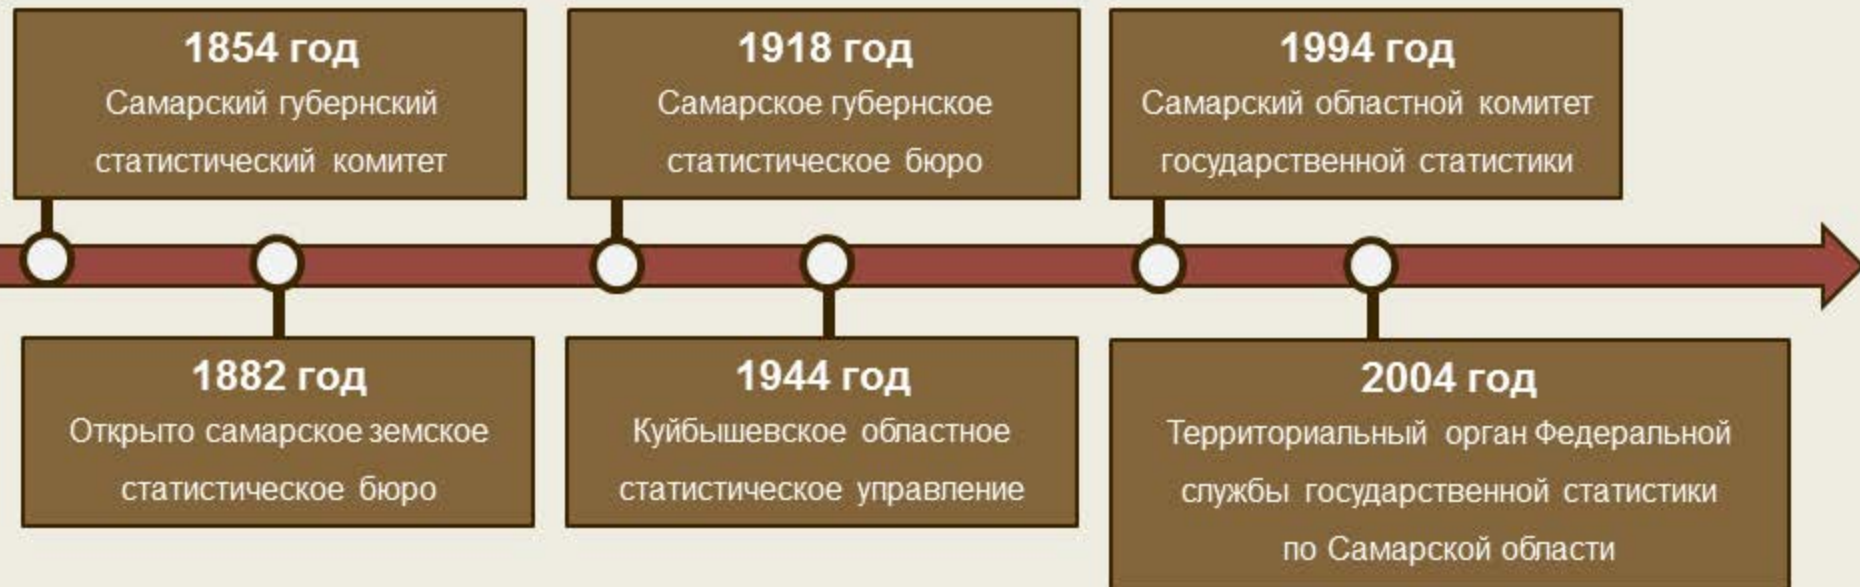 1854 год
Самарский губернский
статистический комитет
1918 год
Самарское губернское
статистическое бюро
1994 год
Самарский областной комитет
государственной статистики
1882 год
Открыто самарское земское
статистическое бюро
1944 год
Куйбышевское областное
статистическое управление
2004 год
Территориальный орган Федеральной
службы государственной статистики
по Самарской области